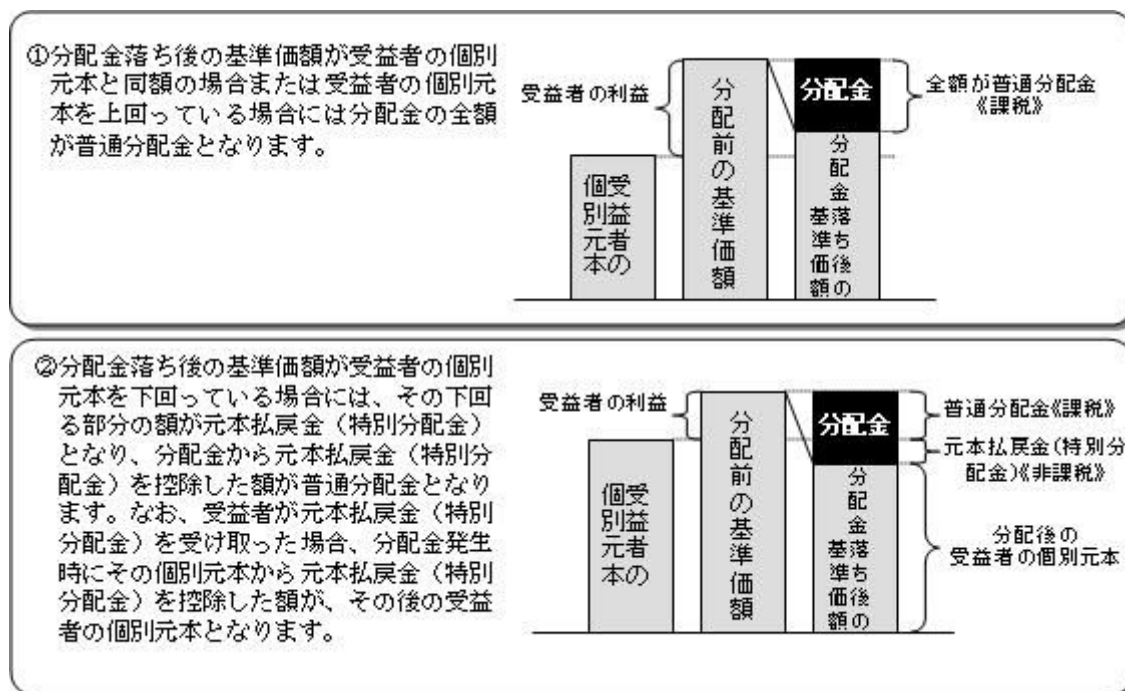 ①分配金落ち後の基準価額が受益者の個別
元本と同額の場合または受益者の個別元
本を上回っている場合には分配金の全額
が普通分配金となります。
受益者の利益
受益者の
個別元本
分配前の基準価額
分配金
分配金落ち後の
基準価額
全額が普通分配金
《課税》
②分配金落ち後の基準価額が受益者の個別
元本を下回っている場合には、その下回
る部分の額が元本払戻金（特別分配金）
となり、分配金から元本払戻金（特別分
配金）を控除した額が普通分配金となり
ます。なお、受益者が元本払戻金（特別
分配金）を受け取った場合、分配金発生
時にその個別元本から元本払戻金（特別
分配金）を控除した額が、その後の受益
者の個別元本となります。
受益者の利益
受益者の
個別元本
分配前の基準価額
分配金
分配金落ち後の
基準価額
普通分配金《課税》
元本払戻金(特別分
配金)《非課税》
分配後の
受益者の個別元本